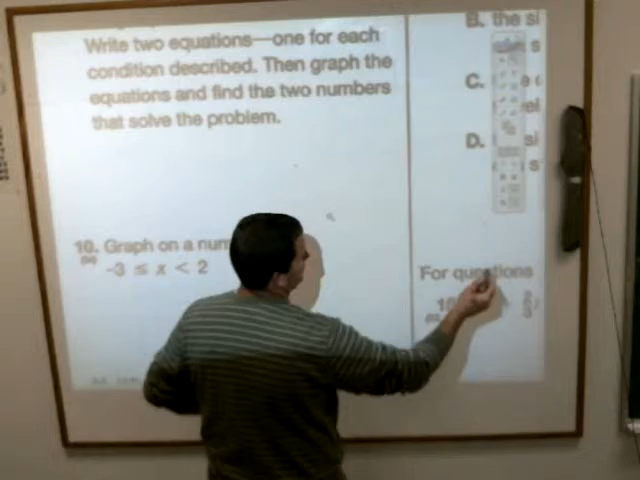 Write two equations—one for each
condition described. Then graph the
equations and find the two numbers
that solve the problem.
10. Graph on a num
-3 ≤ x < 2
B. the si
C.
D.
For questions